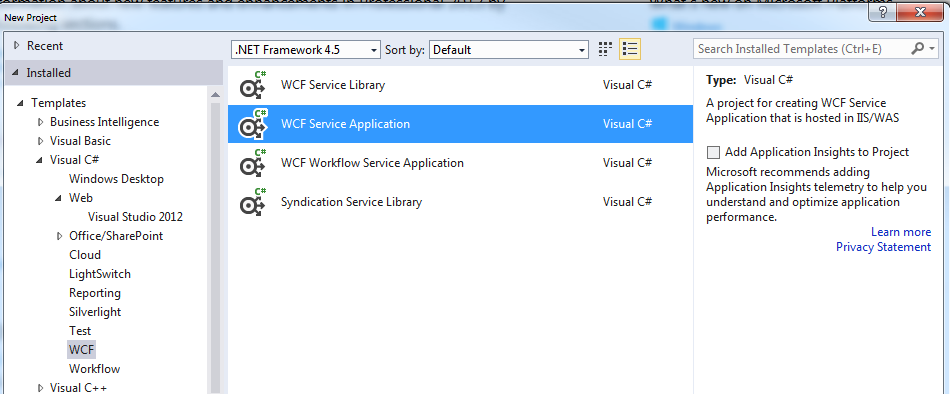 New Project
Recent
Installed
Templates
Business Intelligence
Visual Basic
Visual C#
Windows Desktop
Web
Visual Studio 2012
Office/SharePoint
Cloud
LightSwitch
Reporting
Silverlight
Test
WCF
Workflow
Visual C++
.NET Framework 4.5
Sort by: Default
C# WCF Service Library Visual C#
C# WCF Service Application Visual C#
C# WCF Workflow Service Application Visual C#
C# Syndication Service Library Visual C#
Search Installed Templates (Ctrl+E)
Type: Visual C#
A project for creating WCF Service
Application that is hosted in IIS/WAS
Add Application Insights to Project
Microsoft recommends adding
Application Insights telemetry to help you
understand and optimize application
performance.
Learn more
Privacy Statement